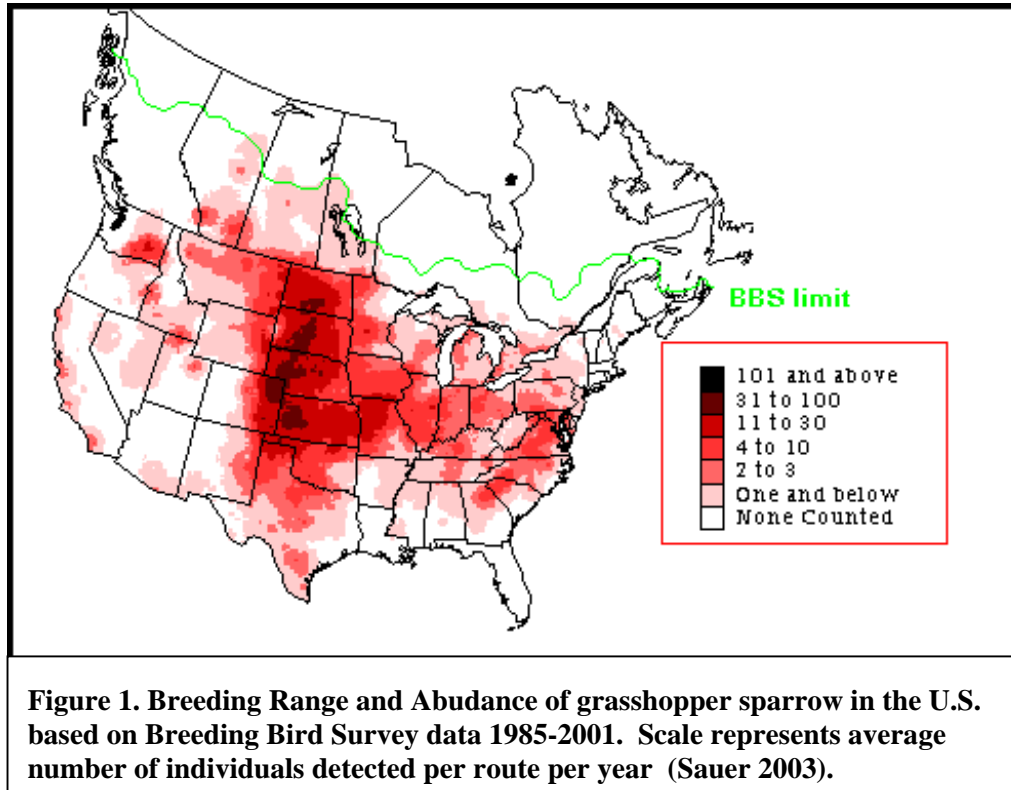 BBS limit
101 and above
31 to 100
11 to 30
4 to 10
2 to 3
One and below
None Counted
Figure 1. Breeding Range and Abudance of grasshopper sparrow in the U.S.
based on Breeding Bird Survey data 1985-2001.  Scale represents average
number of individuals detected per route per year  (Sauer 2003).